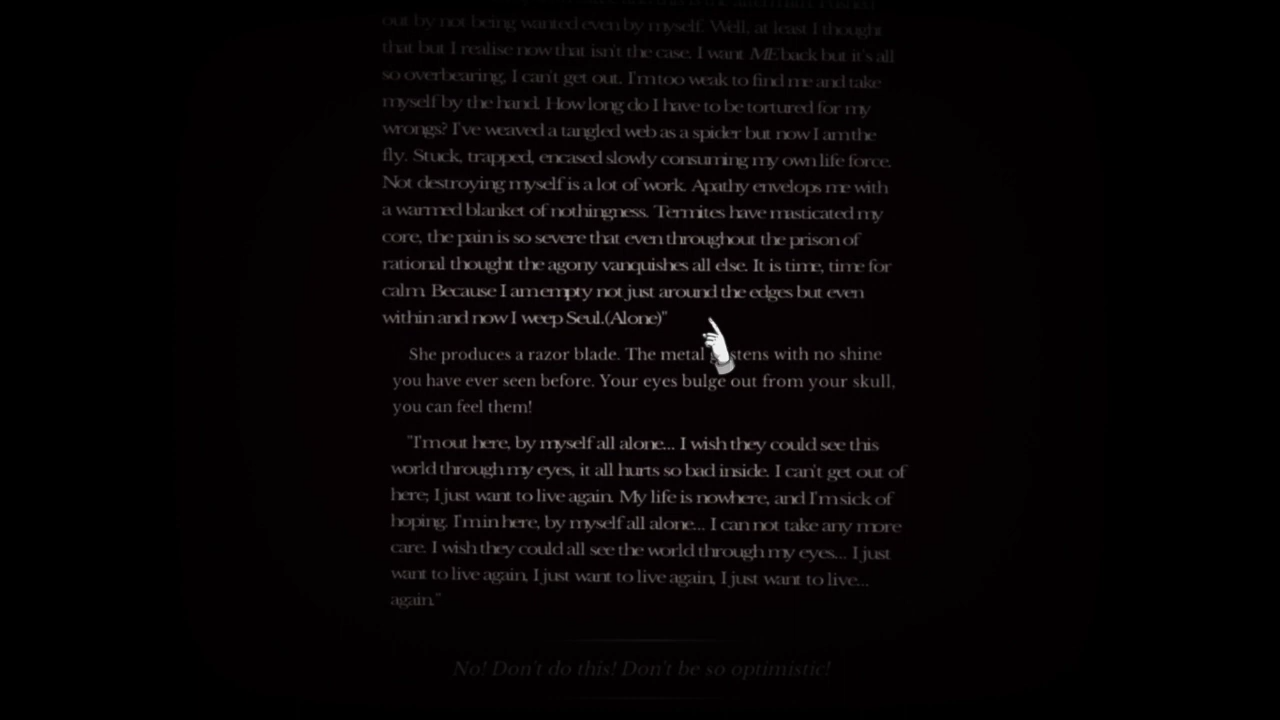 out by not being wanted even by myself. Well, at least I thought
that but I realise now that isn't the case. I want ME back but it's all
so overbearing, I can't get out. I'm too weak to find me and take
myself by the hand. How long do I have to be tortured for my
wrongs? I've weaved a tangled web as a spider but now I am the
fly. Stuck, trapped, encased slowly consuming my own life force.
Not destroying myself is a lot of work. Apathy envelops me with
a warmed blanket of nothingness. Termites have masticated my
core, the pain is so severe that even throughout the prison of
rational thought the agony vanquishes all else. It is time, time for
calm. Because I am empty not just around the edges but even
within and now I weep Seul.(Alone)"
She produces a razor blade. The metal with no shine
you have ever seen before. Your eyes bulge out from your skull,
you can feel them!
"I'm out here, by myself all alone... I wish they could see this
world through my eyes, it all hurts so bad inside. I can't get out of
here; I just want to live again. My life is nowhere, and I'm sick of
hoping. I'm in here, by myself all alone... I can not take any more
care. I wish they could all see the world through my eyes... I just
want to live again, I just want to live again, I just want to live...
again."
No! Don't do this! Don't be so optimistic!